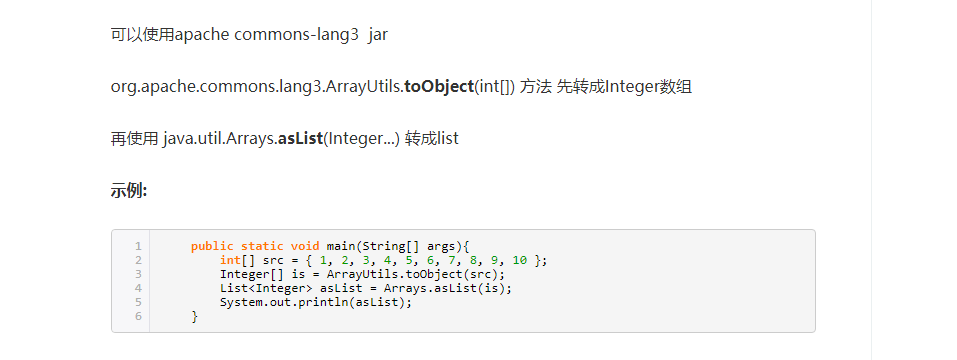 可以使用apache commons-lang3  jar
org.apache.commons.lang3.ArrayUtils.toObject(int[]) 方法 先转成Integer数组
再使用 java.util.Arrays.asList(Integer...) 转成list
示例:
1     public static void main(String[] args){
2         int[] src = { 1, 2, 3, 4, 5, 6, 7, 8, 9, 10 };
3         Integer[] is = ArrayUtils.toObject(src);
4         List<Integer> asList = Arrays.asList(is);
5         System.out.println(asList);
6     }